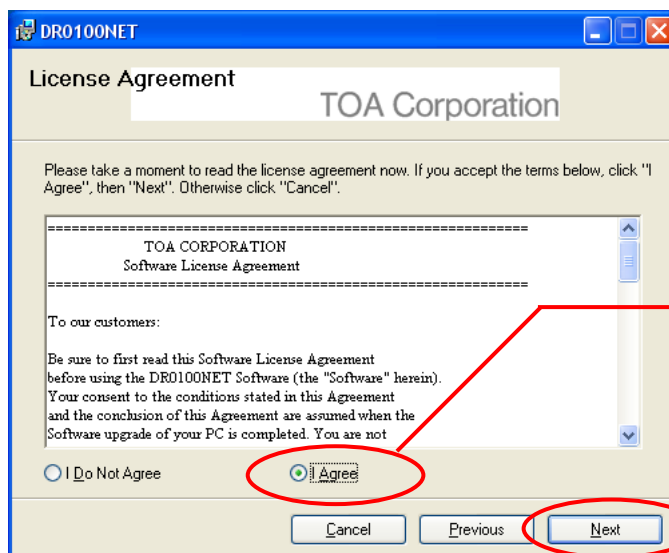 DR0100NET
License Agreement
TOA Corporation
Please take a moment to read the license agreement now. If you accept the terms below, click "I
Agree", then "Next". Otherwise click "Cancel".
============================================================
TOA CORPORATION
Software License Agreement
============================================================
To our customers:
Be sure to first read this Software License Agreement
before using the DR0100NET Software (the "Software" herein).
Your consent to the conditions stated in this Agreement
and the conclusion of this Agreement are assumed when the
Software upgrade of your PC is completed. You are not
I Do Not Agree
I Agree
Cancel
Previous
Next